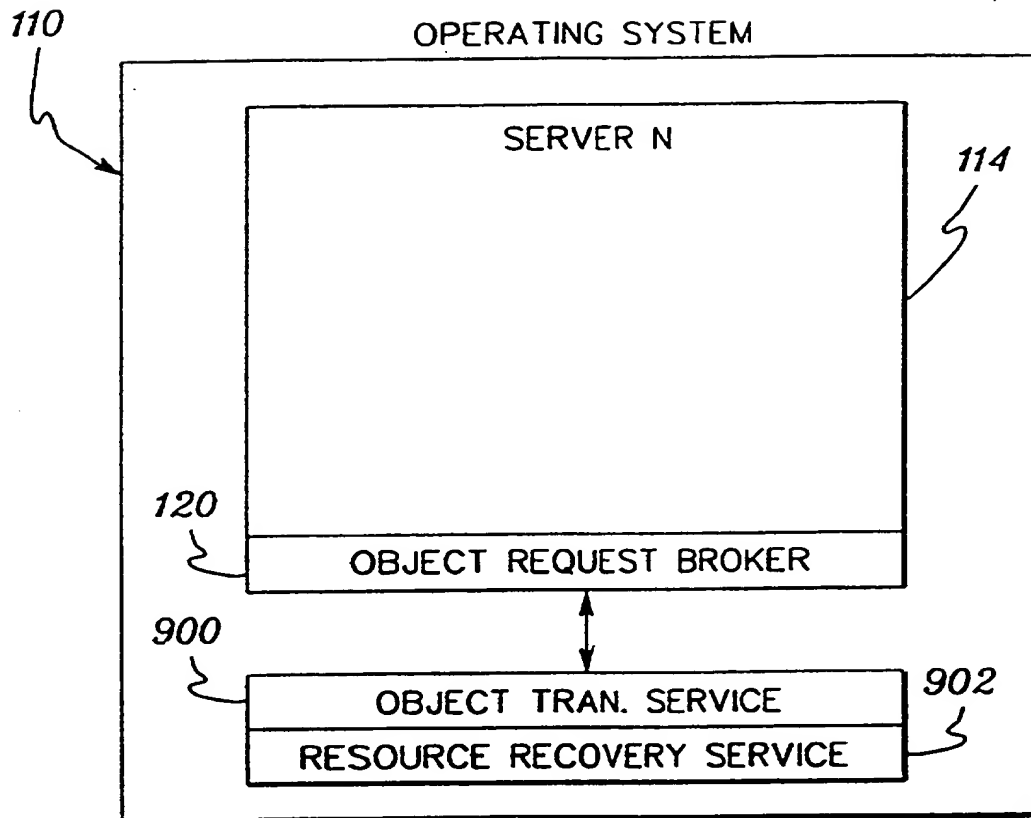 110
OPERATING SYSTEM
SERVER N
114
120
OBJECT REQUEST BROKER
900
OBJECT TRAN. SERVICE
902
RESOURCE RECOVERY SERVICE